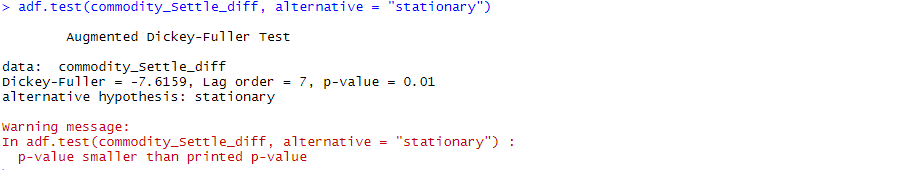 > adf.test(commodity_Settle_diff, alternative = "stationary")
Augmented Dickey-Fuller Test
data:  commodity_Settle_diff
Dickey-Fuller = -7.6159, Lag order = 7, p-value = 0.01
alternative hypothesis: stationary
Warning message:
In adf.test(commodity_Settle_diff, alternative = "stationary") :
  p-value smaller than printed p-value